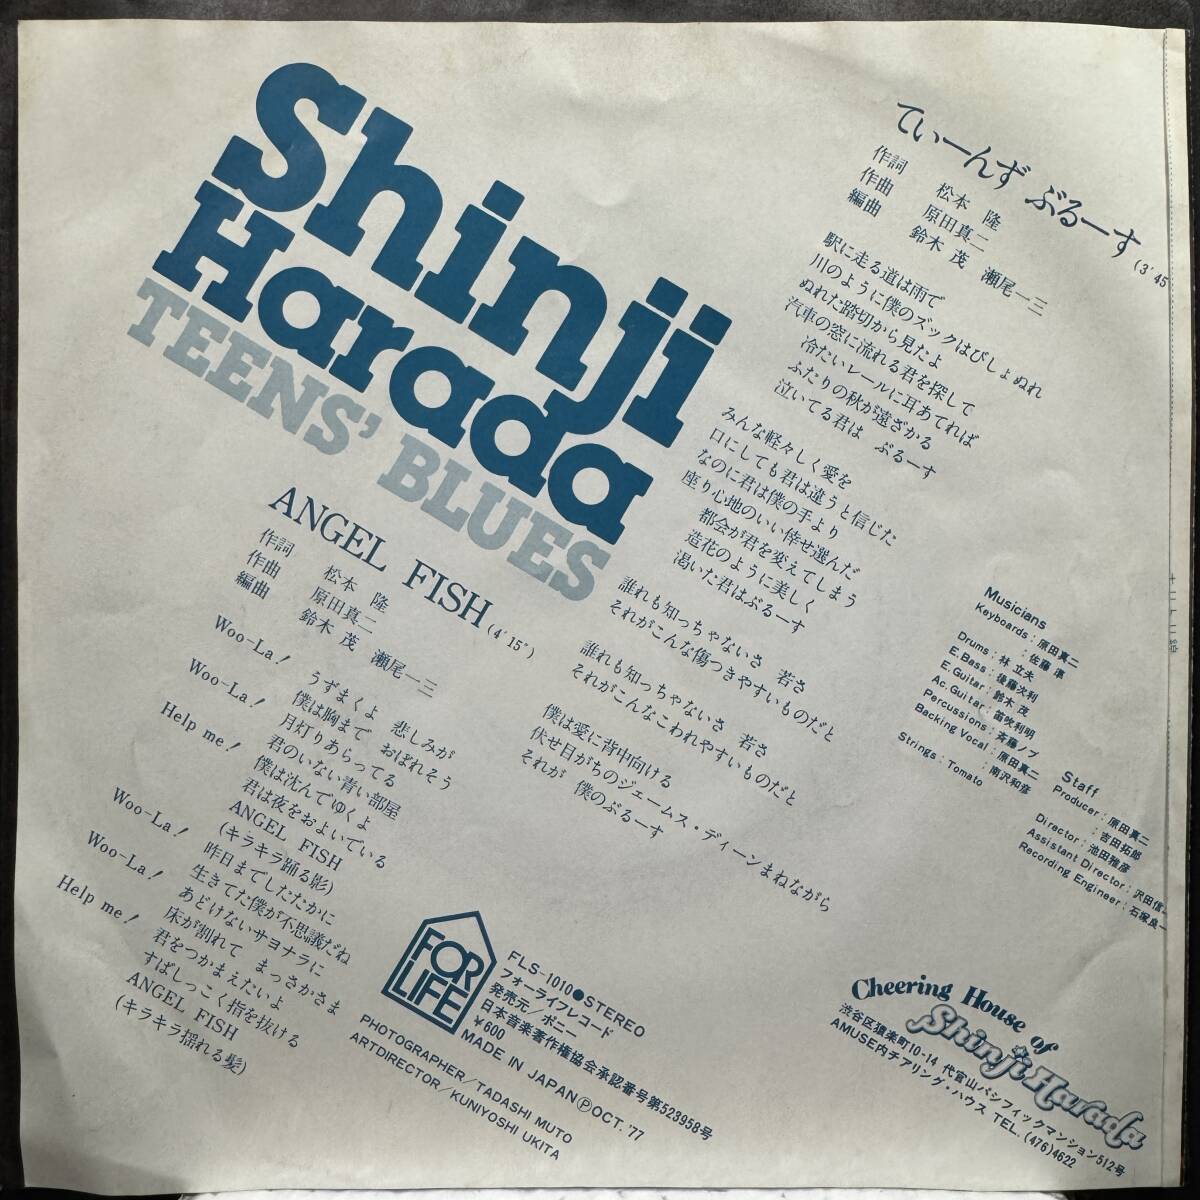 Shinji
Harada
TEENS' BLUES
てぃーんず ぶるーす (3'45
作詞 松本 隆
作曲 原田真二
編曲 鈴木 茂 瀬尾一三
駅に走る道は雨で
川のように僕のズックはびしょぬれ
ぬれた踏切から見たよ
汽車の窓に流れる君を探して
冷たいレールに耳あてれば
ふたりの秋が遠ざかる
泣いてる君は ぶるーす
みんな軽々しく愛を
口にしても君は違うと信じた
なのに君は僕の手より
座り心地のいい倖せ選んだ
都会が君を変えてしまう
造花のように美しく
渇いた君はぶるーす
誰れも知っちゃないさ 若さ
それがこんな傷つきやすいものだと
誰れも知っちゃないさ 若さ
それがこんなこわれやすいものだと
僕は愛に背中向ける
伏せ目がちのジェームス・ディーンまねながら
それが 僕のぶるーす
ANGEL FISH (4'15")
作詞 松本 隆
作曲 原田真二
編曲 鈴木 茂 瀬尾一三
Woo-La! うずまくよ 悲しみが
僕は胸まで おぼれそう
Woo-La! 月灯りあらってる
君のいない青い部屋
Help me! 僕は沈んでゆくよ
君は夜をおよいでいる
ANGEL FISH
(キラキラ踊る影)
Woo-La! 昨日までしたたかに
生きてた僕が不思議だね
Woo-La! あどけないサヨナラに
床が割れて まっさかさま
Help me! 君をつかまえたいよ
すばしっこく指を抜ける
ANGEL FISH
(キラキラ揺れる髪)
Musicians
Keyboards : 原田真二
: 佐藤 準
Drums : 林 立夫
E. Bass : 後藤次利
E. Guitar : 鈴木 茂
Ac. Guitar : 笛吹利明
Percussions : 斉藤ノブ
Backing Vocal : 原田真二
: 南沢和彦
Strings : Tomato
Staff
Producer : 原田真二
: 吉田拓郎
Director : 池田雅彦
Assistant Director : 沢田信
Recording Engineer : 石塚良一
FOR
LIFE
FLS-1010●STEREO
フォーライフレコード
発売元/ポニー
日本音楽著作権協会承認番号第523958号
¥600
MADE IN JAPAN Ⓟ OCT. '77
PHOTOGRAPHER/TADASHI MUTO
ARTDIRECTOR/KUNIYOSHI UKITA
Cheering House of
Shinji Harada
渋谷区猿楽町10-14 代官山パシフィックマンション512号
AMUSE内チアリング・ハウス TEL. (476)4622